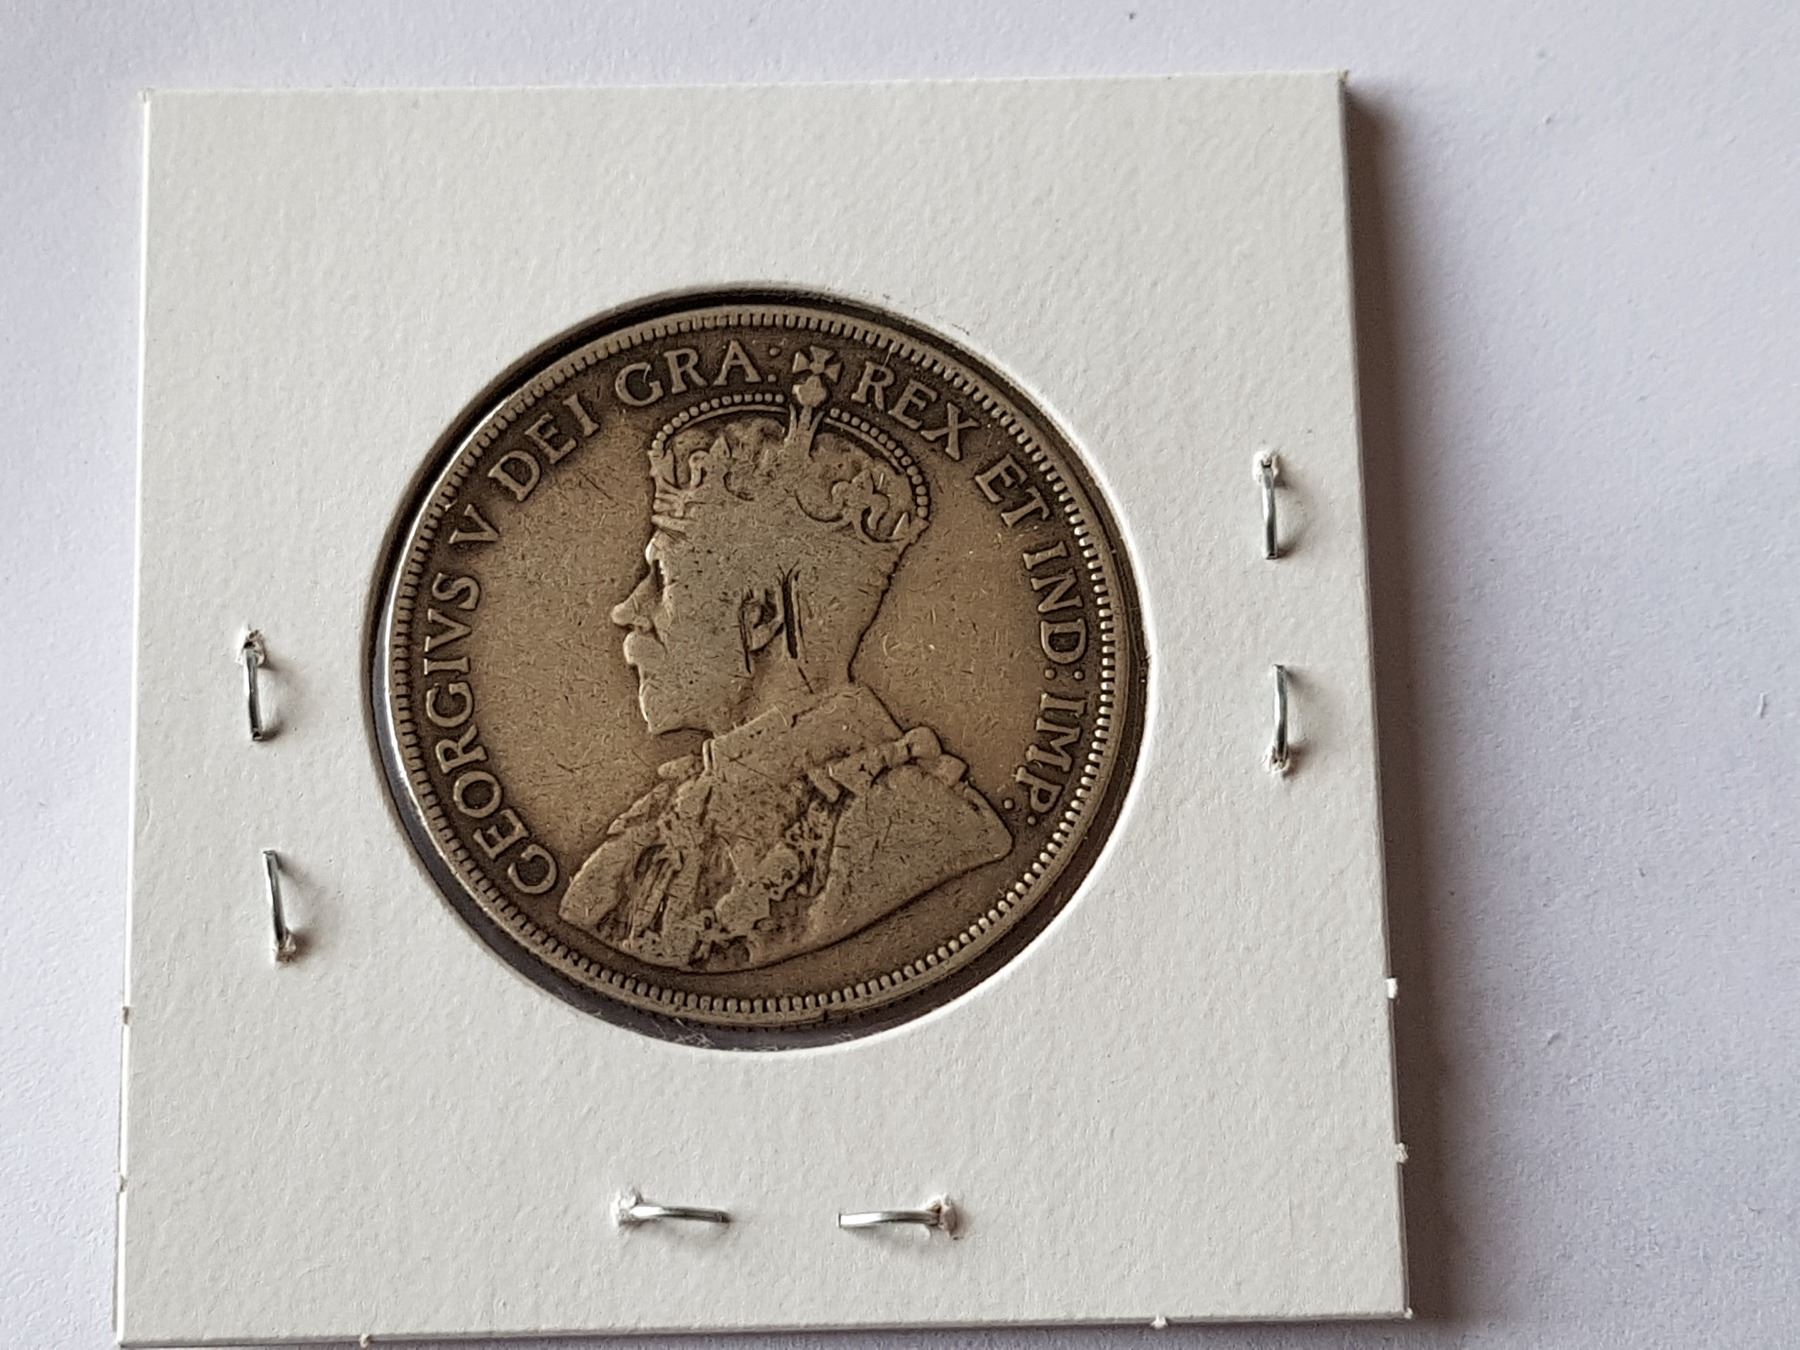 GEORGIVS V DEI GRA: REX ET IND: IMP: